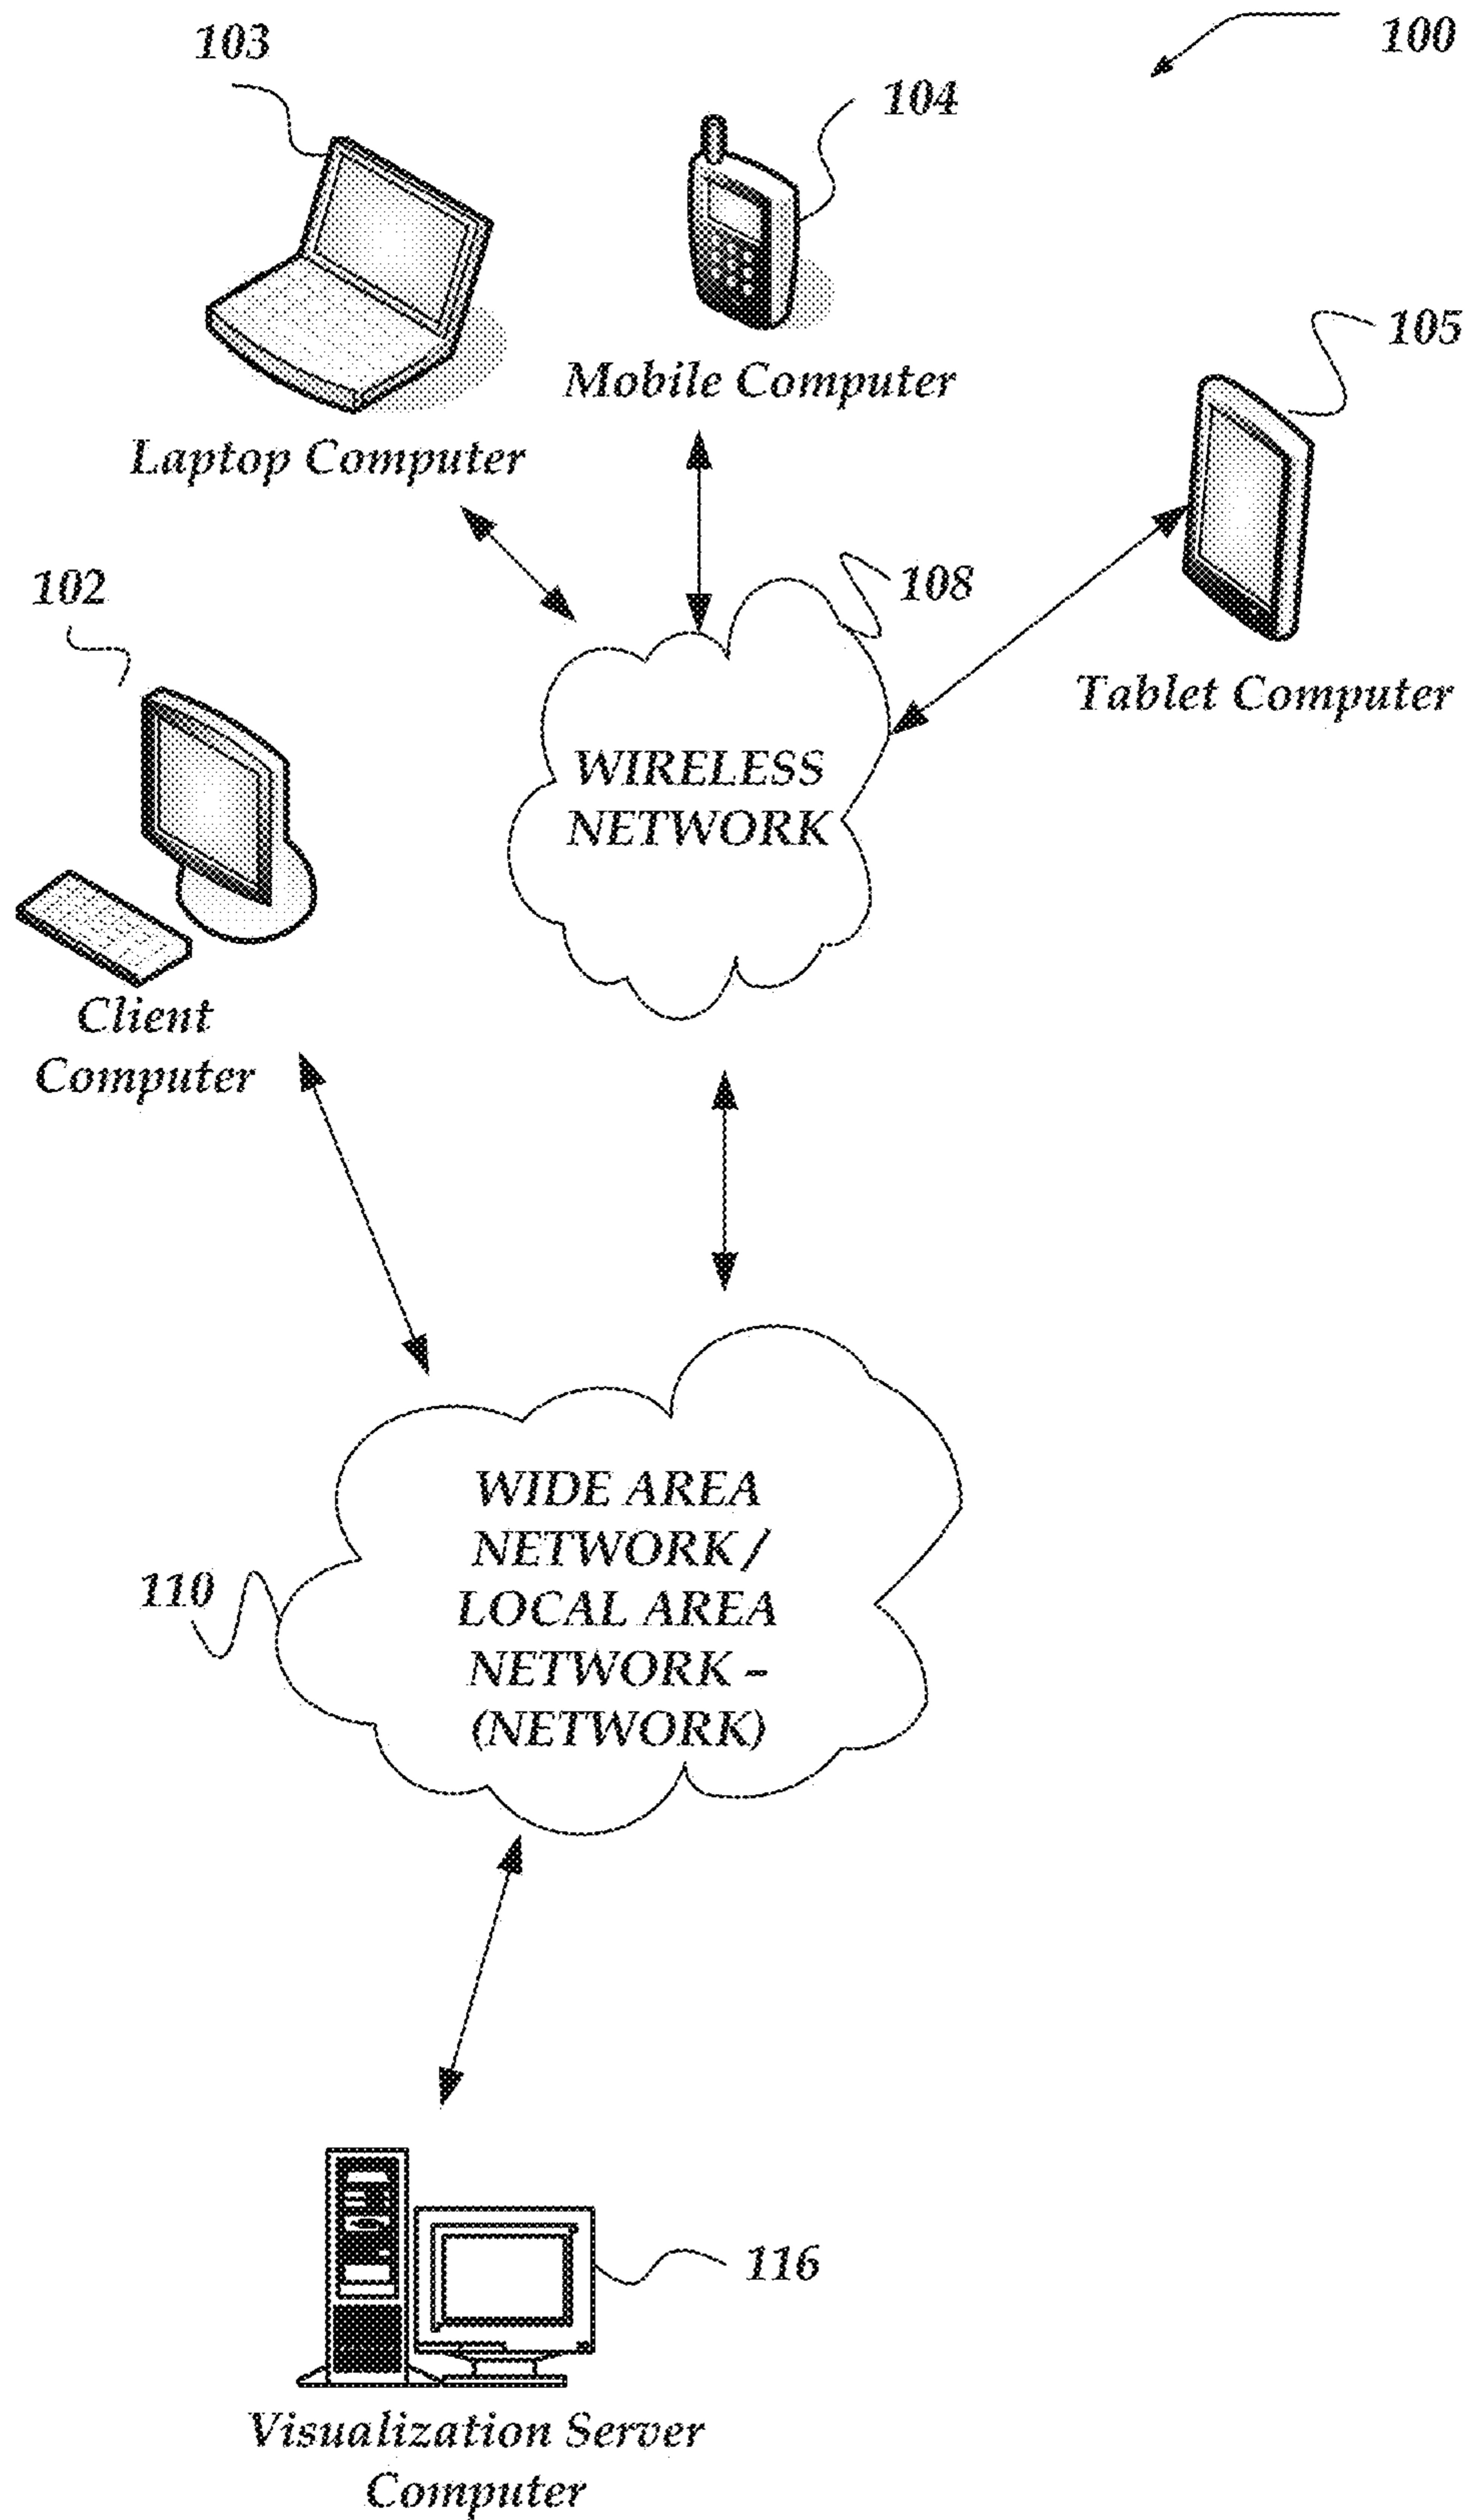 103
100
104
105
Mobile Computer
Laptop Computer
108
102
Tablet Computer
WIRELESS
NETWORK
Client
Computer
WIDE AREA
NETWORK /
LOCAL AREA
NETWORK –
(NETWORK)
110
116
Visualization Server
Computer